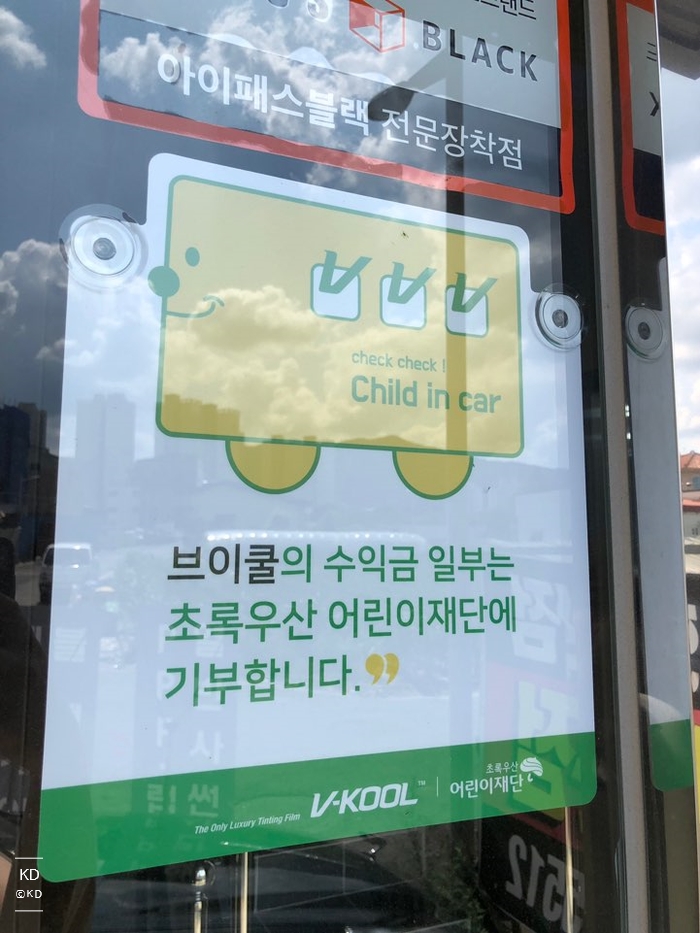 BLACK
아이패스블랙 전문장착점
check check !
Child in car
브이쿨의 수익금 일부는
초록우산 어린이재단에
기부합니다.”
The Only Luxury Tinting Film
V-KOOL™
초록우산
어린이재단
5512
KD
©KD